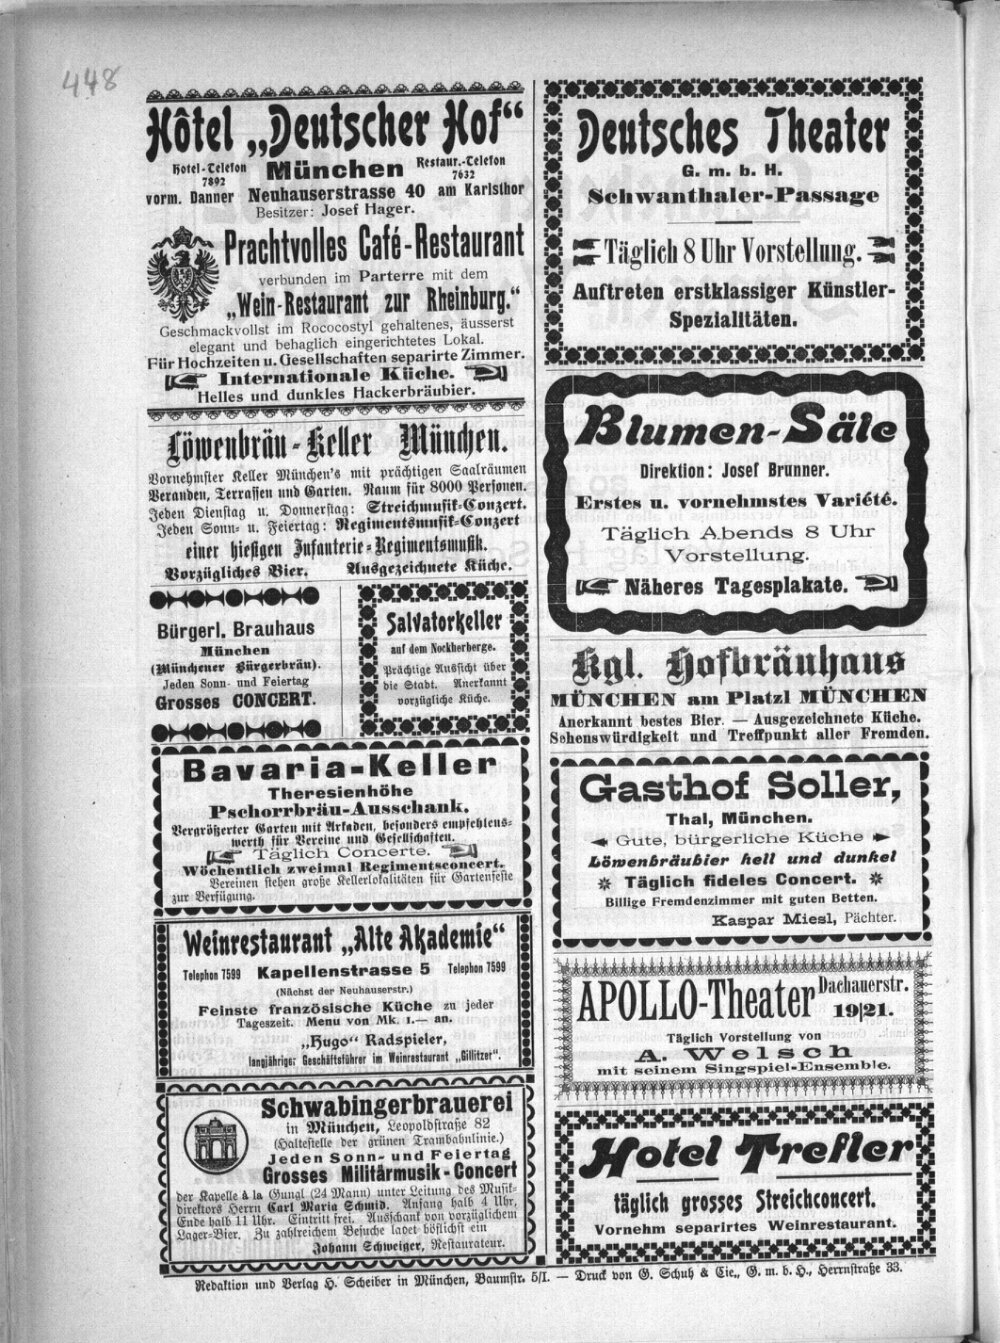 448
Hôtel „Deutscher Hof“
Hotel-Telefon 7892
München
Restaur.-Telefon 7632
vorm. Danner Neuhauserstrasse 40 am Karlsthor
Besitzer: Josef Hager.
Prachtvolles Café-Restaurant
verbunden im Parterre mit dem
„Wein-Restaurant zur Rheinburg.“
Geschmackvollst im Rococostyl gehaltenes, äusserst
elegant und behaglich eingerichtetes Lokal.
Für Hochzeiten u. Gesellschaften separirte Zimmer.
Internationale Küche.
Helles und dunkles Hackerbräubier.
Löwenbräu-Keller München.
Vornehmster Keller München's mit prächtigen Saalräumen
Veranden, Terrassen und Garten. Raum für 8000 Personen.
Jeden Dienstag u. Donnerstag: Streichmusik-Conzert.
Jeden Sonn- u. Feiertag: Regimentsmusik-Conzert
einer hiesigen Infanterie-Regimentsmusik.
Vorzügliches Bier. Ausgezeichnete Küche.
Bürgerl. Brauhaus
München
(Münchener Bürgerbräu).
Jeden Sonn- und Feiertag
Grosses CONCERT.
Salvatorkeller
auf dem Nockherberge.
Prächtige Aussicht über
die Stadt. Anerkannt
vorzügliche Küche.
Bavaria-Keller
Theresienhöhe
Pschorrbräu-Ausschank.
Vergrößerter Garten mit Arkaden, besonders empfehlens-
werth für Vereine und Gesellschaften.
Täglich Concerte.
Wöchentlich zweimal Regimentsconcert.
Vereinen stehen große Kellerlokalitäten für Gartenfeste
zur Verfügung.
Weinrestaurant „Alte Akademie“
Telephon 7599 Kapellenstrasse 5 Telephon 7599
(Nächst der Neuhauserstr.)
Feinste französische Küche zu jeder
Tageszeit. Menu von Mk. 1.— an.
„Hugo“ Radspieler,
langjährige: Geschäftsführer im Weinrestaurant „Gillitzer“.
Schwabingerbrauerei
in München, Leopoldstraße 82
(Haltestelle der grünen Trambahnlinie.)
Jeden Sonn- und Feiertag
Grosses Militärmusik-Concert
der Kapelle à la Gungl (24 Mann) unter Leitung des Musik-
direktors Herrn Carl Maria Schmid. Anfang halb 4 Uhr,
Ende halb 11 Uhr. Eintritt frei. Ausschank von vorzüglichem
Lager-Bier. Zu zahlreichem Besuche ladet höflichst ein
Johann Schweiger, Restaurateur.
Deutsches Theater
G. m. b. H.
Schwanthaler-Passage
Täglich 8 Uhr Vorstellung.
Auftreten erstklassiger Künstler-
Spezialitäten.
Blumen-Säle
Direktion: Josef Brunner.
Erstes u. vornehmstes Variété.
Täglich Abends 8 Uhr
Vorstellung.
Näheres Tagesplakate.
Kgl. Hofbräuhaus
MÜNCHEN am Platzl MÜNCHEN
Anerkannt bestes Bier. — Ausgezeichnete Küche.
Sehenswürdigkeit und Treffpunkt aller Fremden.
Gasthof Soller,
Thal, München.
Gute, bürgerliche Küche
Löwenbräubier hell und dunkel
Täglich fideles Concert.
Billige Fremdenzimmer mit guten Betten.
Kaspar Miesl, Pächter.
APOLLO-Theater Dachauerstr. 19|21.
Täglich Vorstellung von
A. Welsch
mit seinem Singspiel-Ensemble.
Hotel Trefler
täglich grosses Streichconcert.
Vornehm separirtes Weinrestaurant.
Redaktion und Verlag H. Scheiber in München, Baumstr. 5/I. — Druck von G. Schuh & Cie., G. m. b. H., Herrnstraße 33.